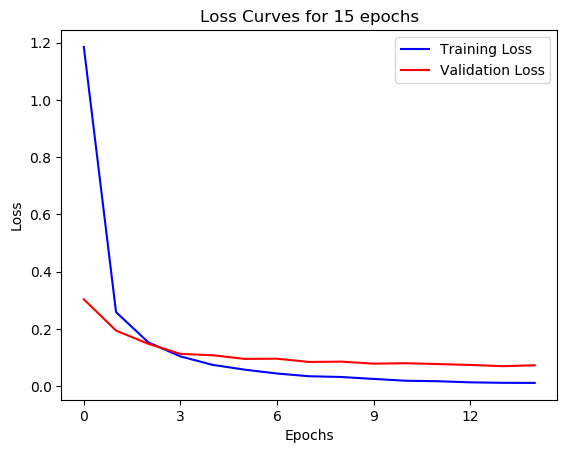 Loss Curves for 15 epochs
1.2
1.0
0.8
0.6
0.4
0.2
0.0
Loss
Training Loss
Validation Loss
0 3 6 9 12
Epochs